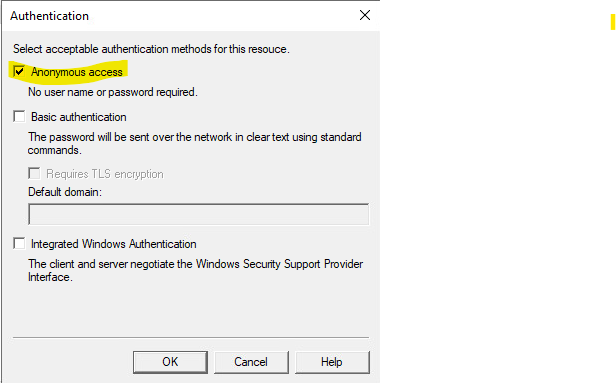 Authentication
Select acceptable authentication methods for this resouce.
Anonymous access
No user name or password required.
Basic authentication
The password will be sent over the network in clear text using standard
commands.
Requires TLS encryption
Default domain:
Integrated Windows Authentication
The client and server negotiate the Windows Security Support Provider
Interface.
OK
Cancel
Help